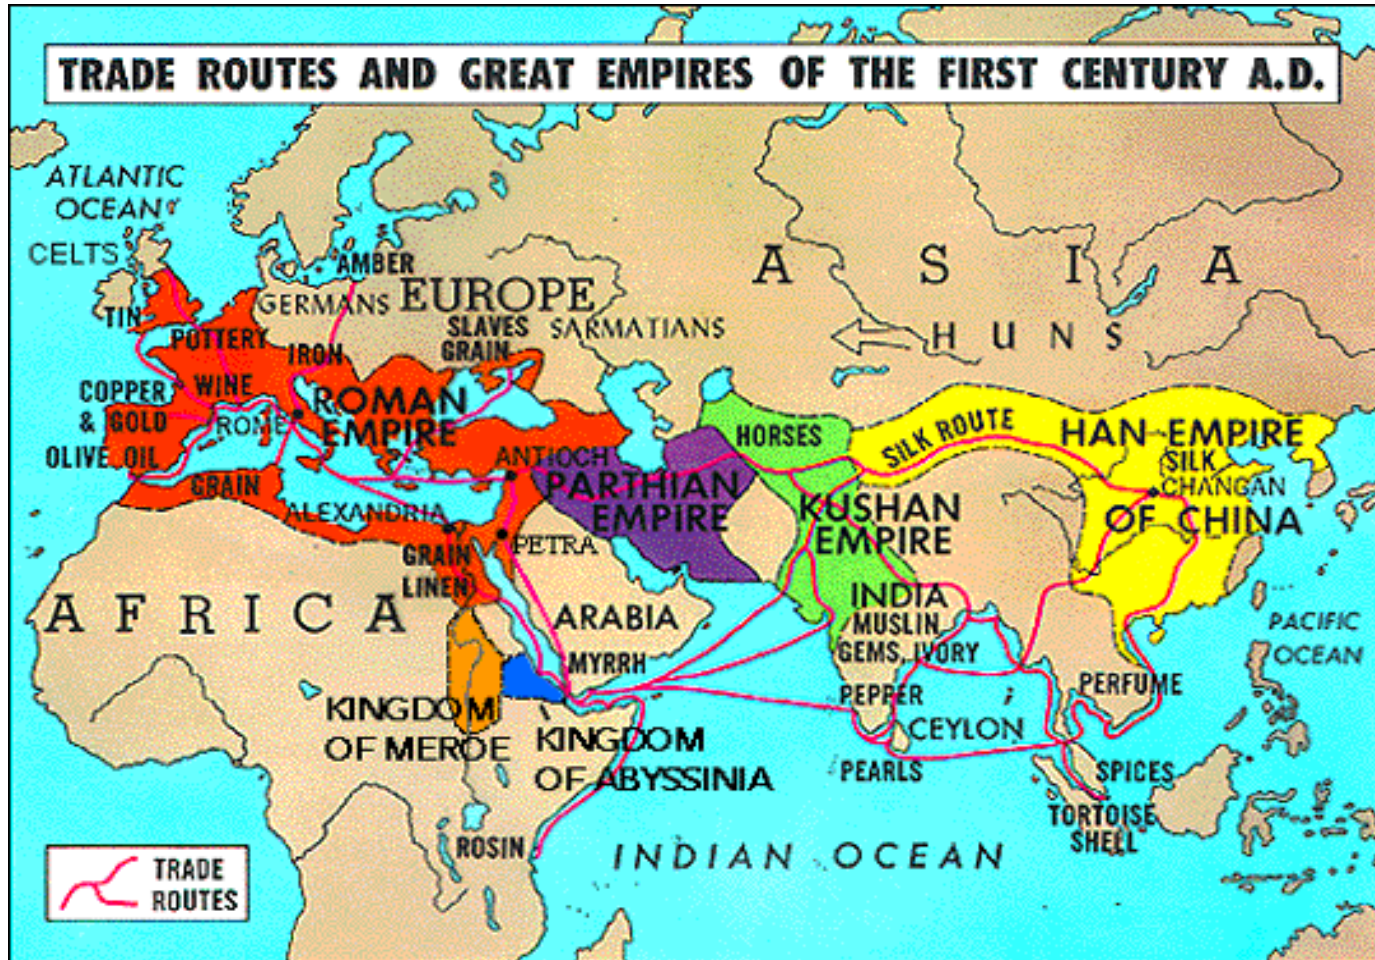 TRADE ROUTES AND GREAT EMPIRES OF THE FIRST CENTURY A.D.
ATLANTIC
OCEAN
CELTS
AMBER
GERMANS
EUROPE
ASIA
TIN
POTTERY
IRON
SLAVES
GRAIN
SARMATIANS
HUNS
COPPER
& GOLD
WINE
ROME
ROMAN
EMPIRE
OLIVE OIL
GRAIN
ANTIOCH
PARTHIAN
EMPIRE
HORSES
SILK ROUTE
HAN EMPIRE
SILK
CHANGAN
OF CHINA
KUSHAN
EMPIRE
ALEXANDRIA
GRAIN
LINEN
PETRA
AFRICA
ARABIA
MYRRH
INDIA
MUSLIN
GEMS, IVORY
PACIFIC
OCEAN
KINGDOM
OF MEROE
KINGDOM
OF ABYSSINIA
PEPPER
CEYLON
PEARLS
PERFUME
SPICES
TORTOISE
SHELL
ROSIN
INDIAN OCEAN
TRADE
ROUTES